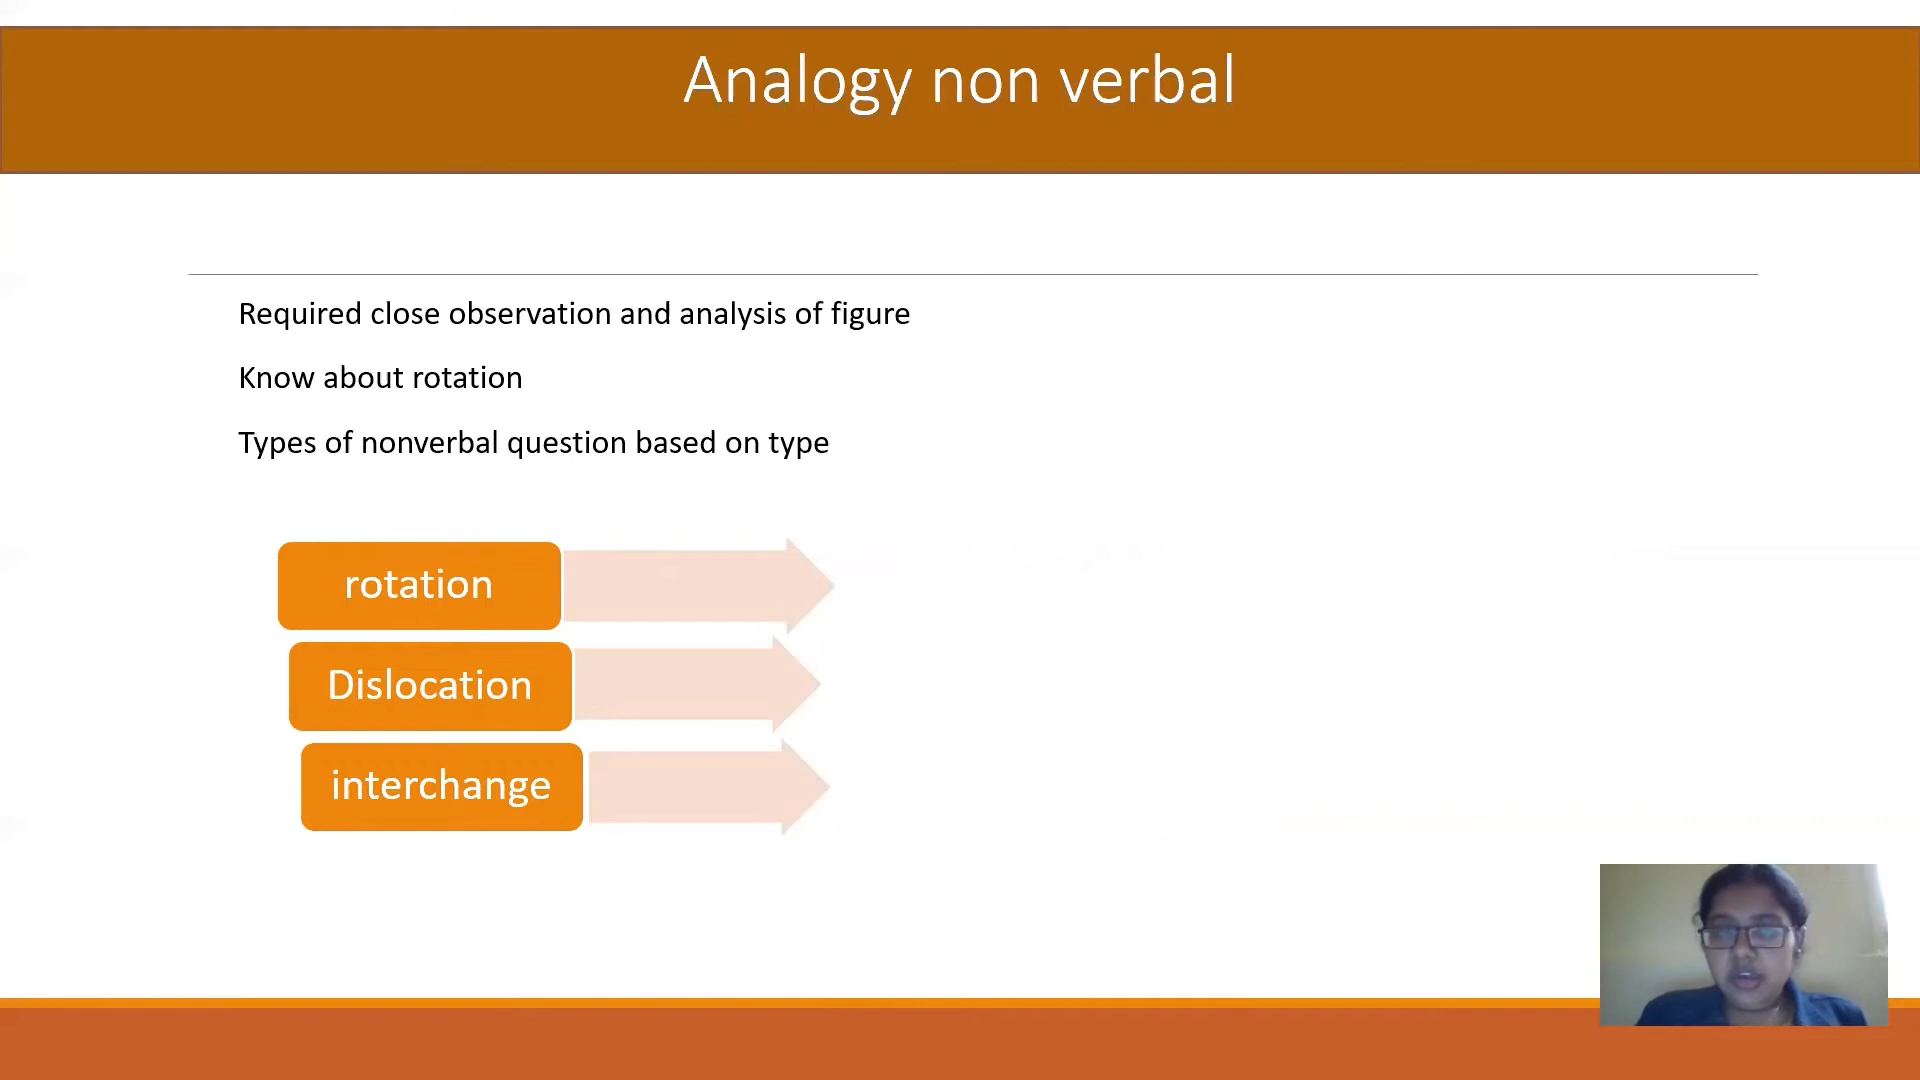 Analogy non verbal
Required close observation and analysis of figure
Know about rotation
Types of nonverbal question based on type
rotation
Dislocation
interchange